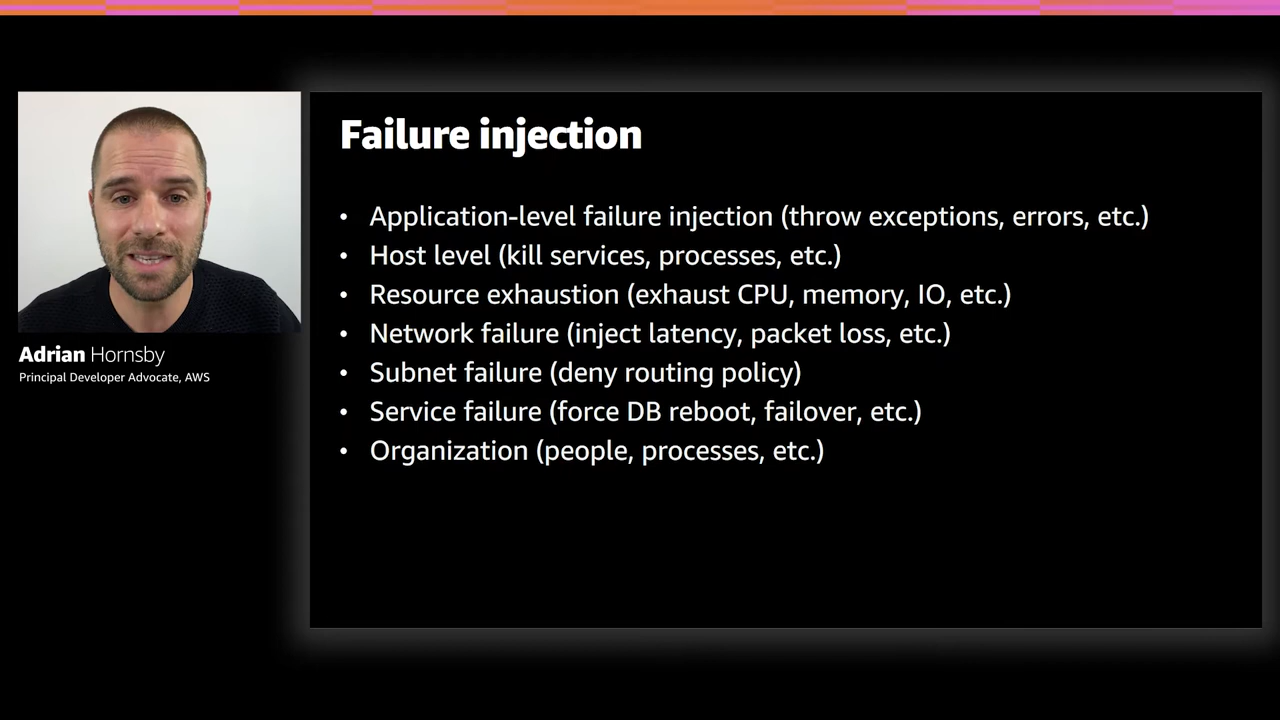 Failure injection
• Application-level failure injection (throw exceptions, errors, etc.)
• Host level (kill services, processes, etc.)
• Resource exhaustion (exhaust CPU, memory, IO, etc.)
• Network failure (inject latency, packet loss, etc.)
• Subnet failure (deny routing policy)
• Service failure (force DB reboot, failover, etc.)
• Organization (people, processes, etc.)
Adrian Hornsby
Principal Developer Advocate, AWS